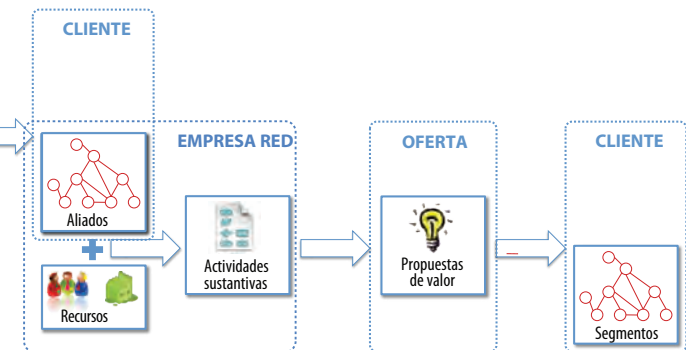 CLIENTE
EMPRESA RED
OFERTA
CLIENTE
Aliados
Actividades
sustantivas
Propuestas
de valor
Recursos
Segmentos